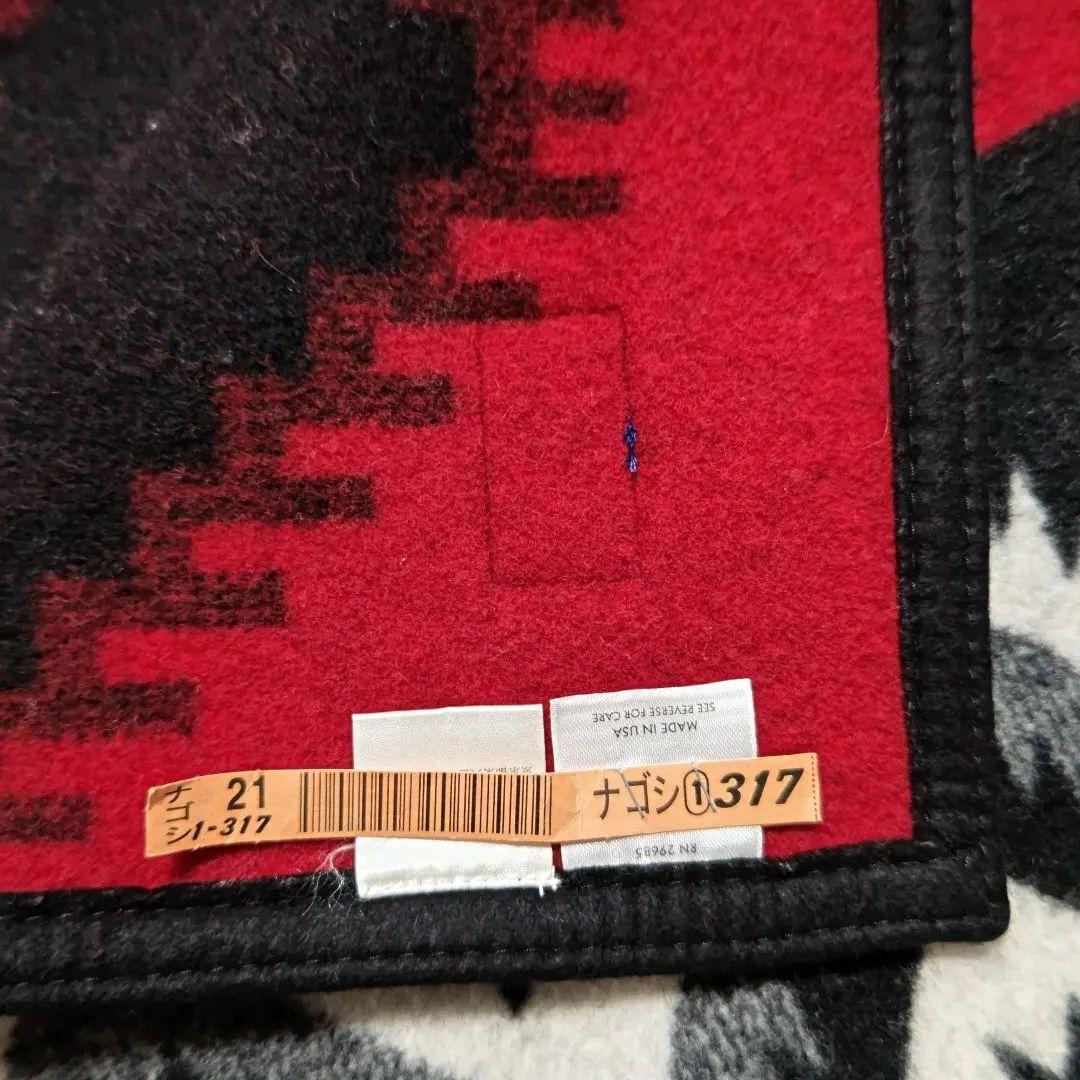 SEE REVERSE FOR CARE
MADE IN USA
ナゴシ
21
1-317
ナゴシ①317
RN 29685